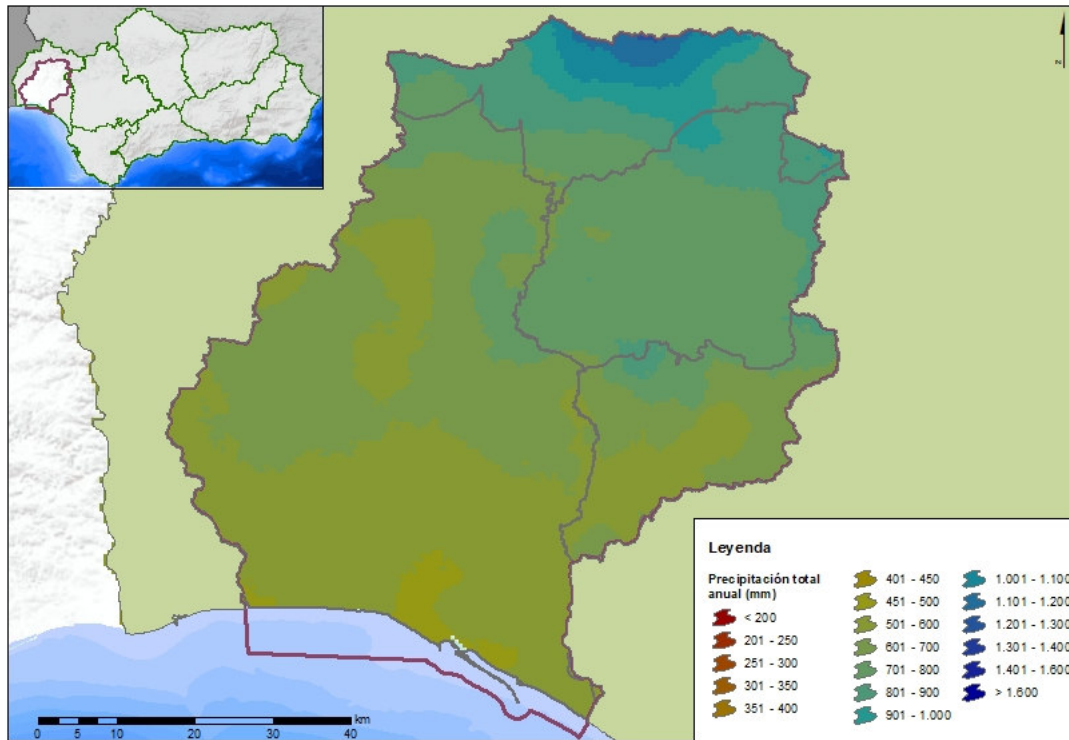 N
Leyenda
Precipitación total
anual (mm)
< 200
201 - 250
251 - 300
301 - 350
351 - 400
401 - 450
451 - 500
501 - 600
601 - 700
701 - 800
801 - 900
901 - 1.000
1.001 - 1.100
1.101 - 1.200
1.201 - 1.300
1.301 - 1.400
1.401 - 1.600
> 1.600
km
0 5 10 20 30 40